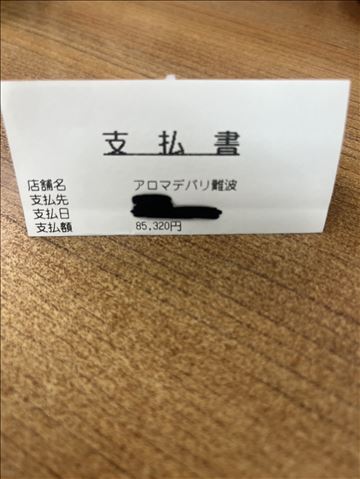 支払書
店舗名 アロマデバリ難波
支払先
支払日
支払額 85,320円